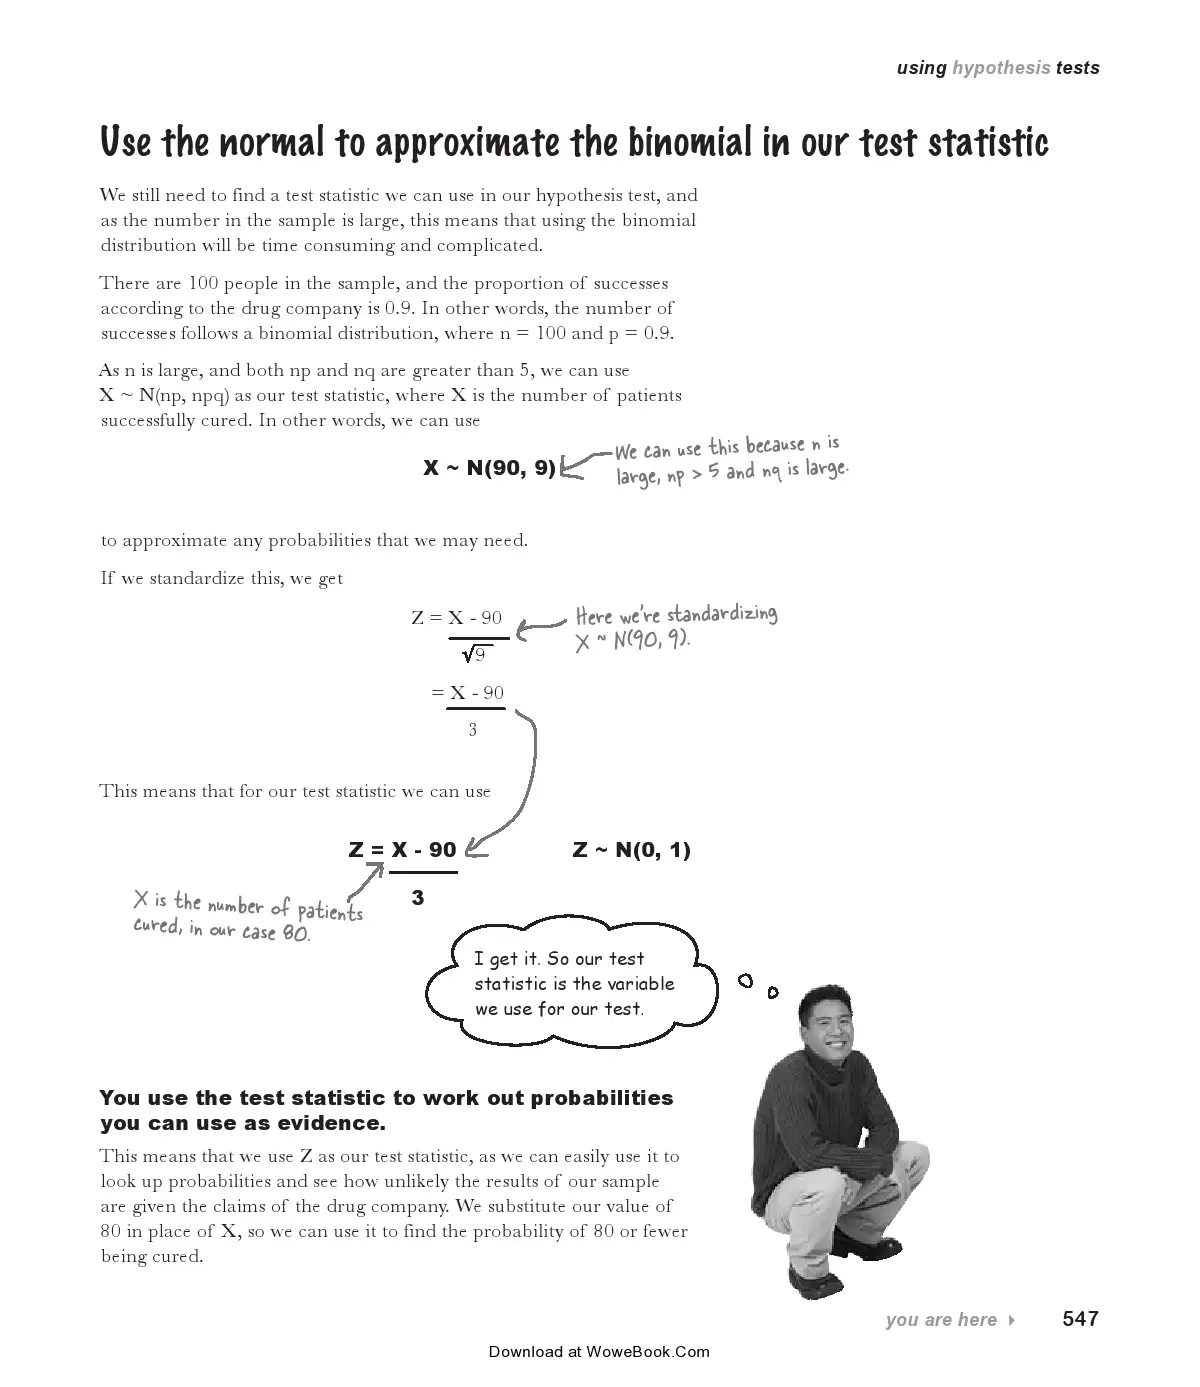 using hypothesis tests
Use the normal to approximate the binomial in our test statistic
We still need to find a test statistic we can use in our hypothesis test, and
as the number in the sample is large, this means that using the binomial
distribution will be time consuming and complicated.
There are 100 people in the sample, and the proportion of successes
according to the drug company is 0.9. In other words, the number of
successes follows a binomial distribution, where n = 100 and p = 0.9.
As n is large, and both np and nq are greater than 5, we can use
X ~ N(np, npq) as our test statistic, where X is the number of patients
successfully cured. In other words, we can use
X ~ N(90, 9)
We can use this because n is
large, np > 5 and nq is large.
to approximate any probabilities that we may need.
If we standardize this, we get
Z = X - 90
√9
Here we're standardizing
X ~ N(90, 9).
= X - 90
3
This means that for our test statistic we can use
Z = X - 90
3
Z ~ N(0, 1)
X is the number of patients
cured, in our case 80.
I get it. So our test
statistic is the variable
we use for our test.
You use the test statistic to work out probabilities
you can use as evidence.
This means that we use Z as our test statistic, as we can easily use it to
look up probabilities and see how unlikely the results of our sample
are given the claims of the drug company. We substitute our value of
80 in place of X, so we can use it to find the probability of 80 or fewer
being cured.
you are here ▸ 547
Download at WoweBook.Com